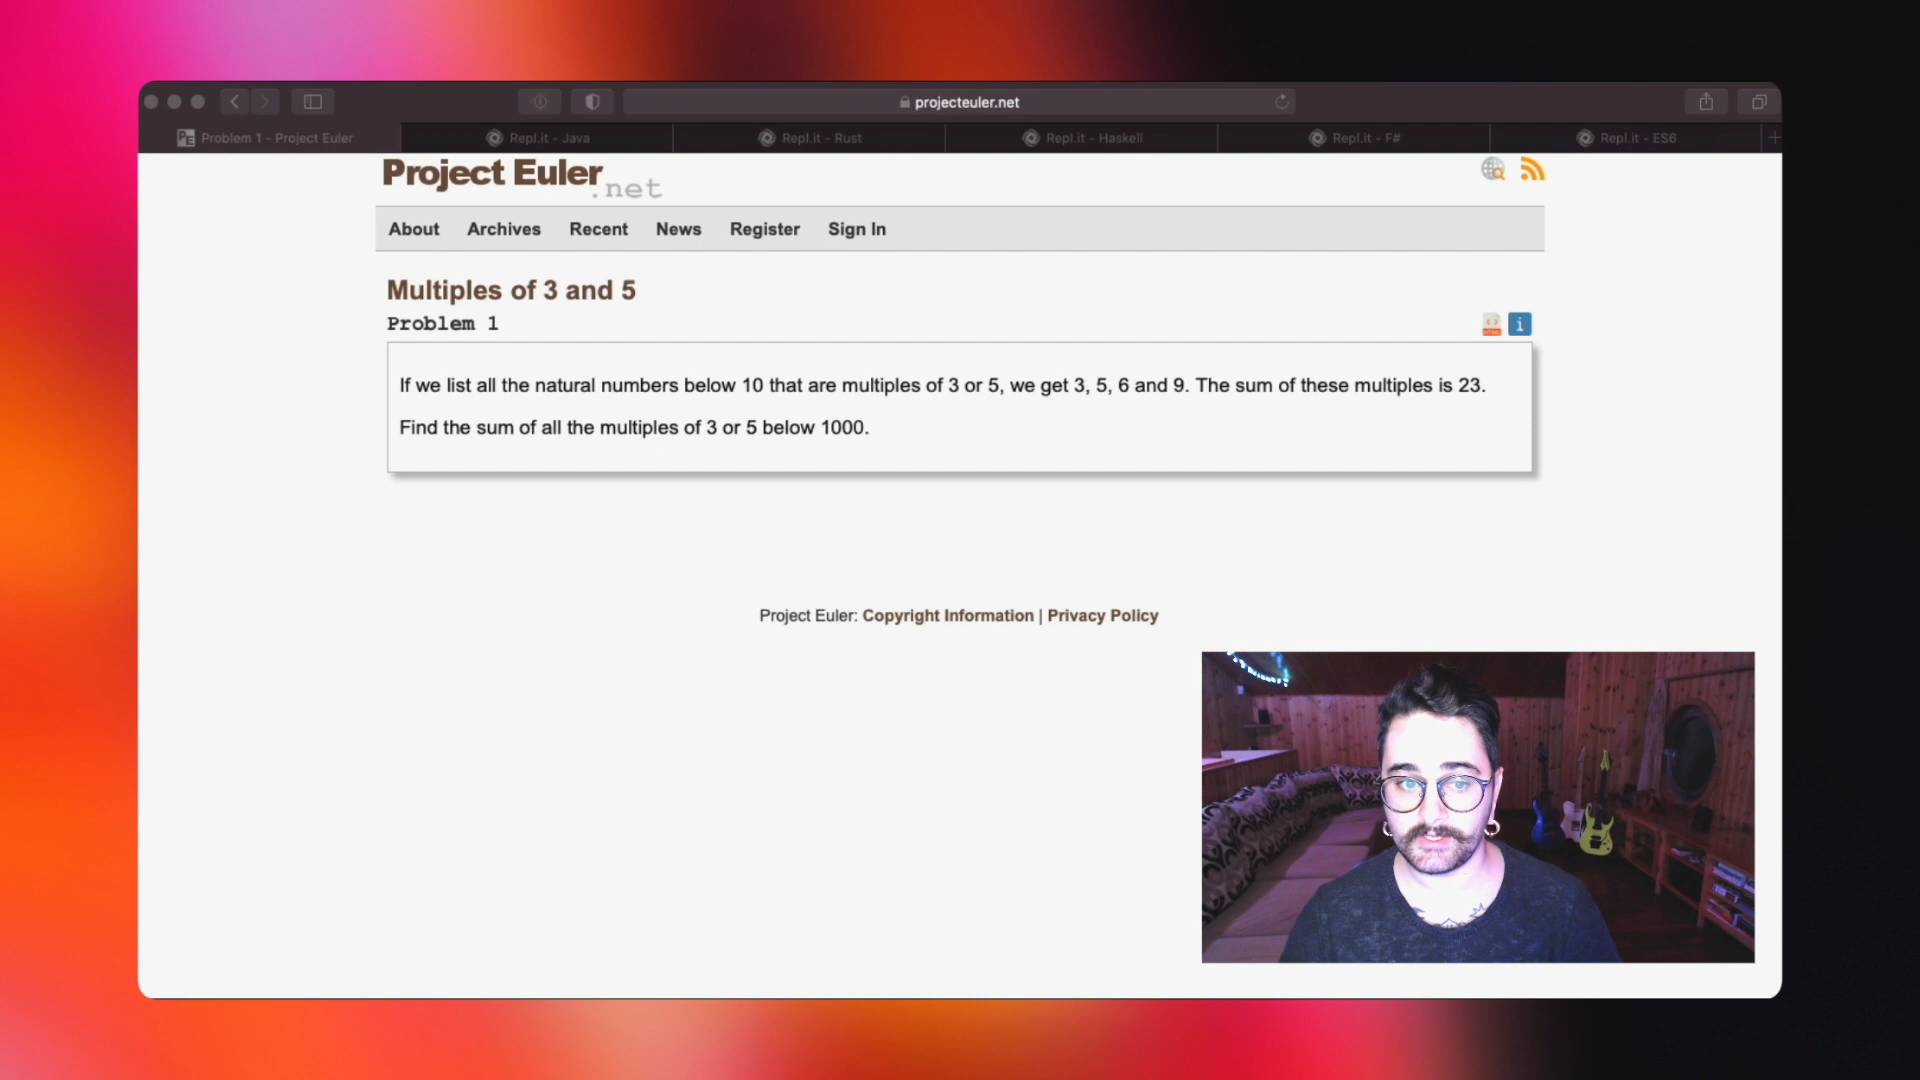 projecteuler.net
Problem 1 - Project Euler
Repl.it - Java
Repl.it - Rust
Repl.it - Haskell
Repl.it - F#
Repl.it - ES6
Project Euler
.net
About Archives Recent News Register Sign In
Multiples of 3 and 5
Problem 1
If we list all the natural numbers below 10 that are multiples of 3 or 5, we get 3, 5, 6 and 9. The sum of these multiples is 23.
Find the sum of all the multiples of 3 or 5 below 1000.
Project Euler: Copyright Information | Privacy Policy